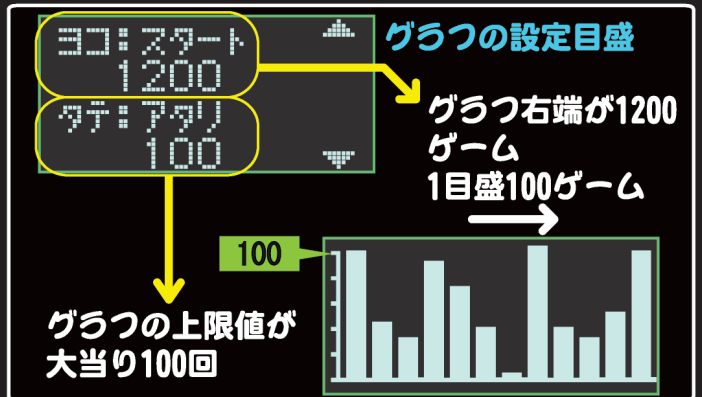 ヨコ:スタート
1200
タテ:アタリ
100
グラフの設定目盛
グラフ右端が1200
ゲーム
1目盛100ゲーム
100
グラフの上限値が
大当り100回